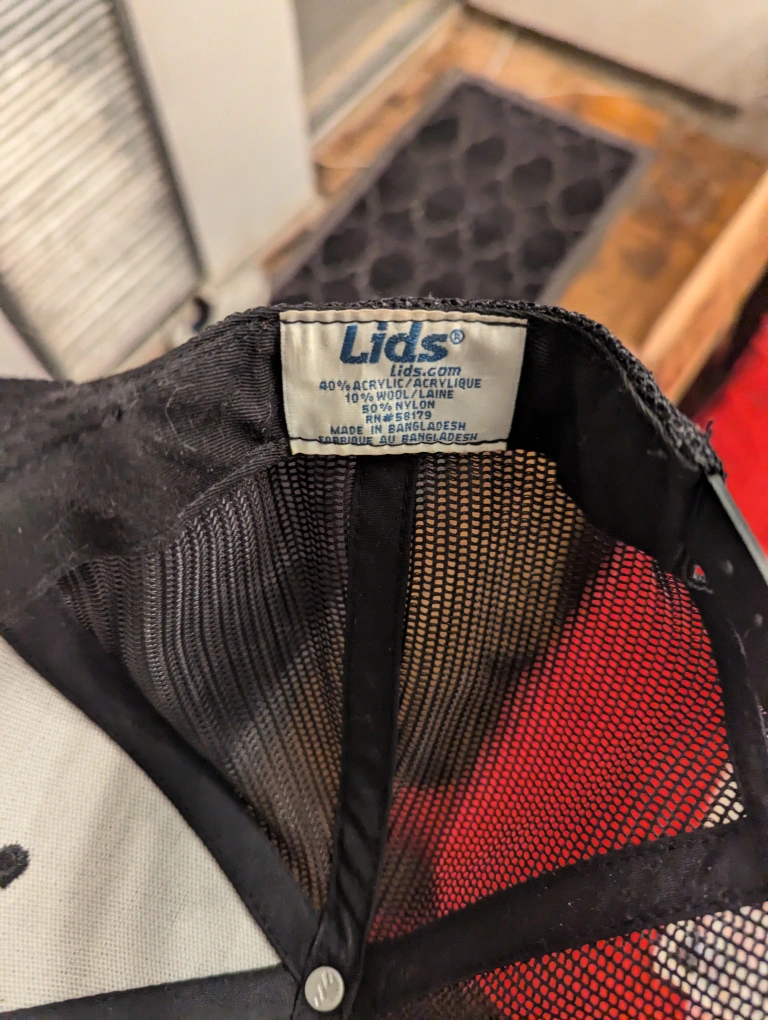 Lids®
Lids.com
40% ACRYLIC/ACRYLIQUE
10% WOOL/LAINE
50% NYLON
RN#58179
MADE IN BANGLADESH
FABRIQUE AU BANGLADESH